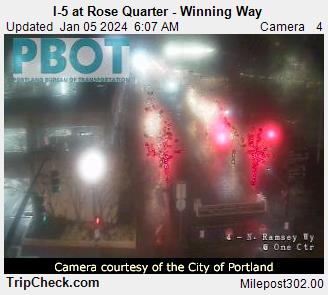 I-5 at Rose Quarter - Winning Way
Updated Jan 05 2024 6:07 AM Camera 4
PBOT
PORTLAND BUREAU OF TRANSPORTATION
4 - N. Ramsey Wy
@ One Ctr
Camera courtesy of the City of Portland
TripCheck.com Milepost302.00